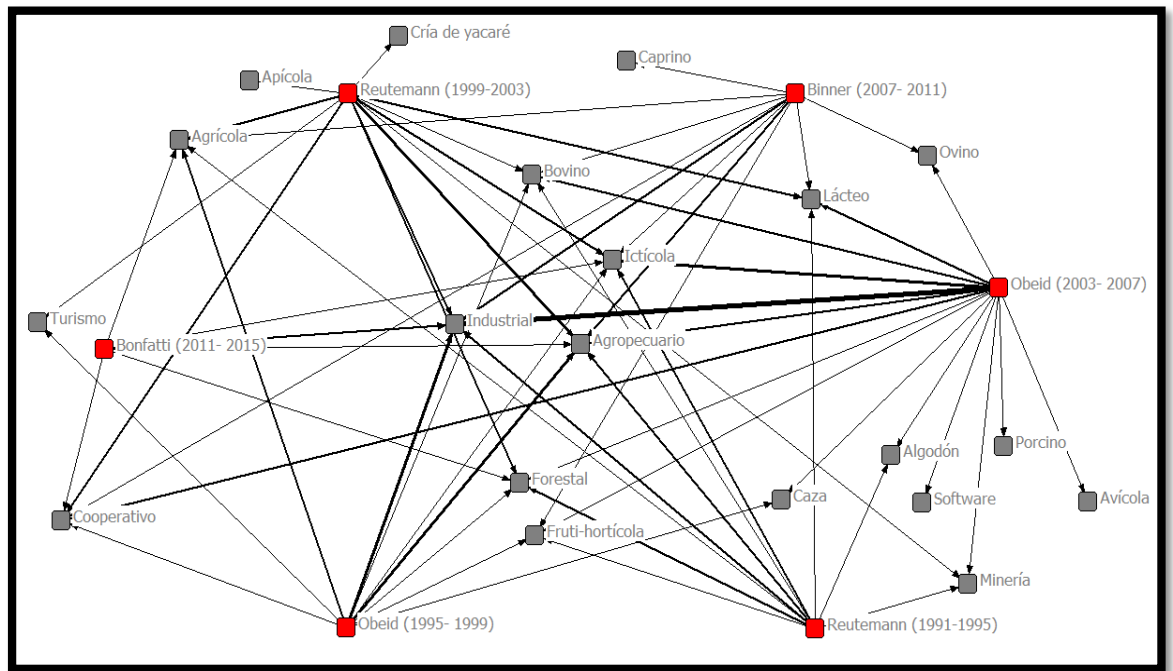 Cría de yacaré
Caprino
Apícola
Reutemann (1999-2003)
Binner (2007- 2011)
Agrícola
Ovino
Bovino
Lácteo
Ictícola
Obeid (2003- 2007)
Turismo
Industrial
Bonfatti (2011- 2015)
Agropecuario
Porcino
Algodón
Forestal
Caza
Software
Avícola
Cooperativo
Fruti-hortícola
Minería
Obeid (1995- 1999)
Reutemann (1991-1995)